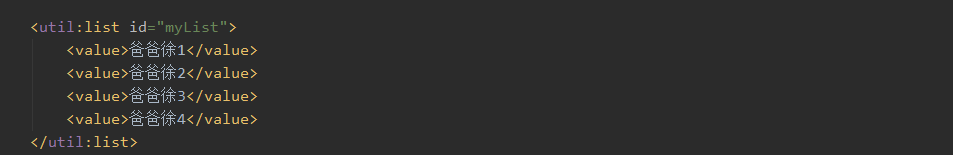 <util:list id="myList">
<value>爸爸徐1</value>
<value>爸爸徐2</value>
<value>爸爸徐3</value>
<value>爸爸徐4</value>
</util:list>